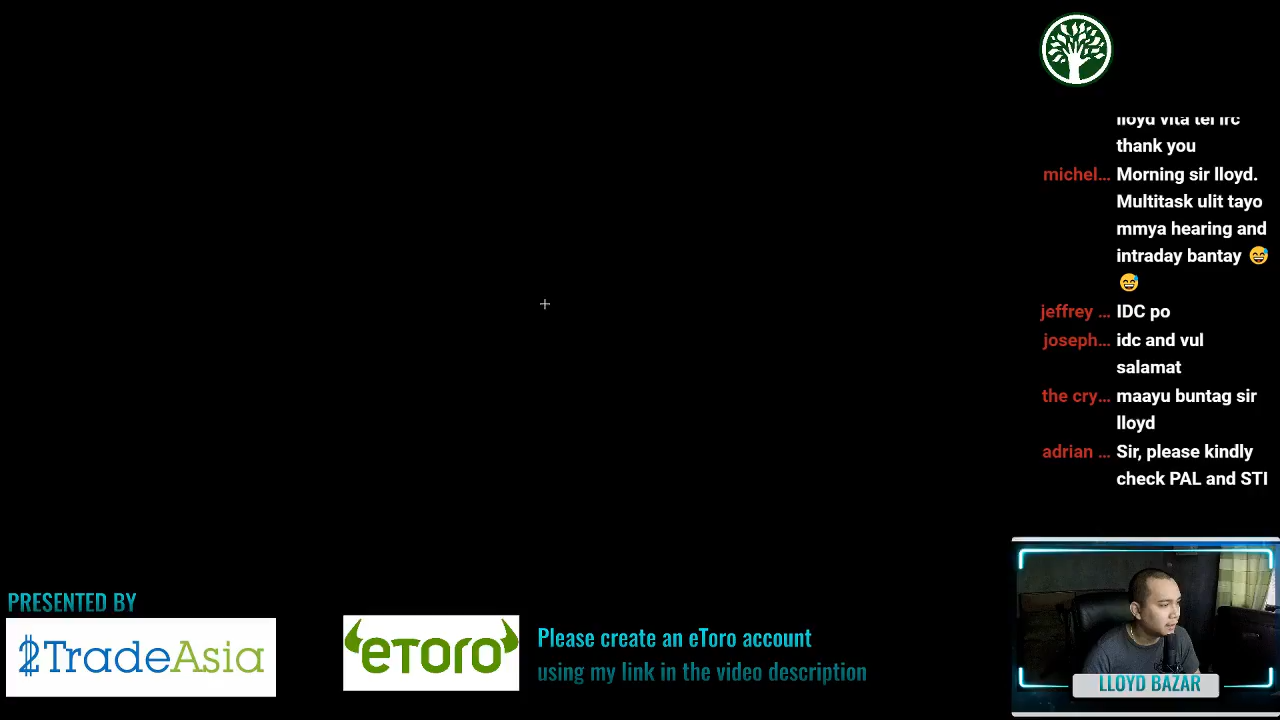 lloyd vita tel irc
thank you
michel… Morning sir lloyd.
Multitask ulit tayo
mmya hearing and
intraday bantay 😅
😅
jeffrey … IDC po
joseph… idc and vul
salamat
the cry… maayu buntag sir
lloyd
adrian … Sir, please kindly
check PAL and STI
PRESENTED BY
2TradeAsia
eToro
Please create an eToro account
using my link in the video description
LLOYD BAZAR